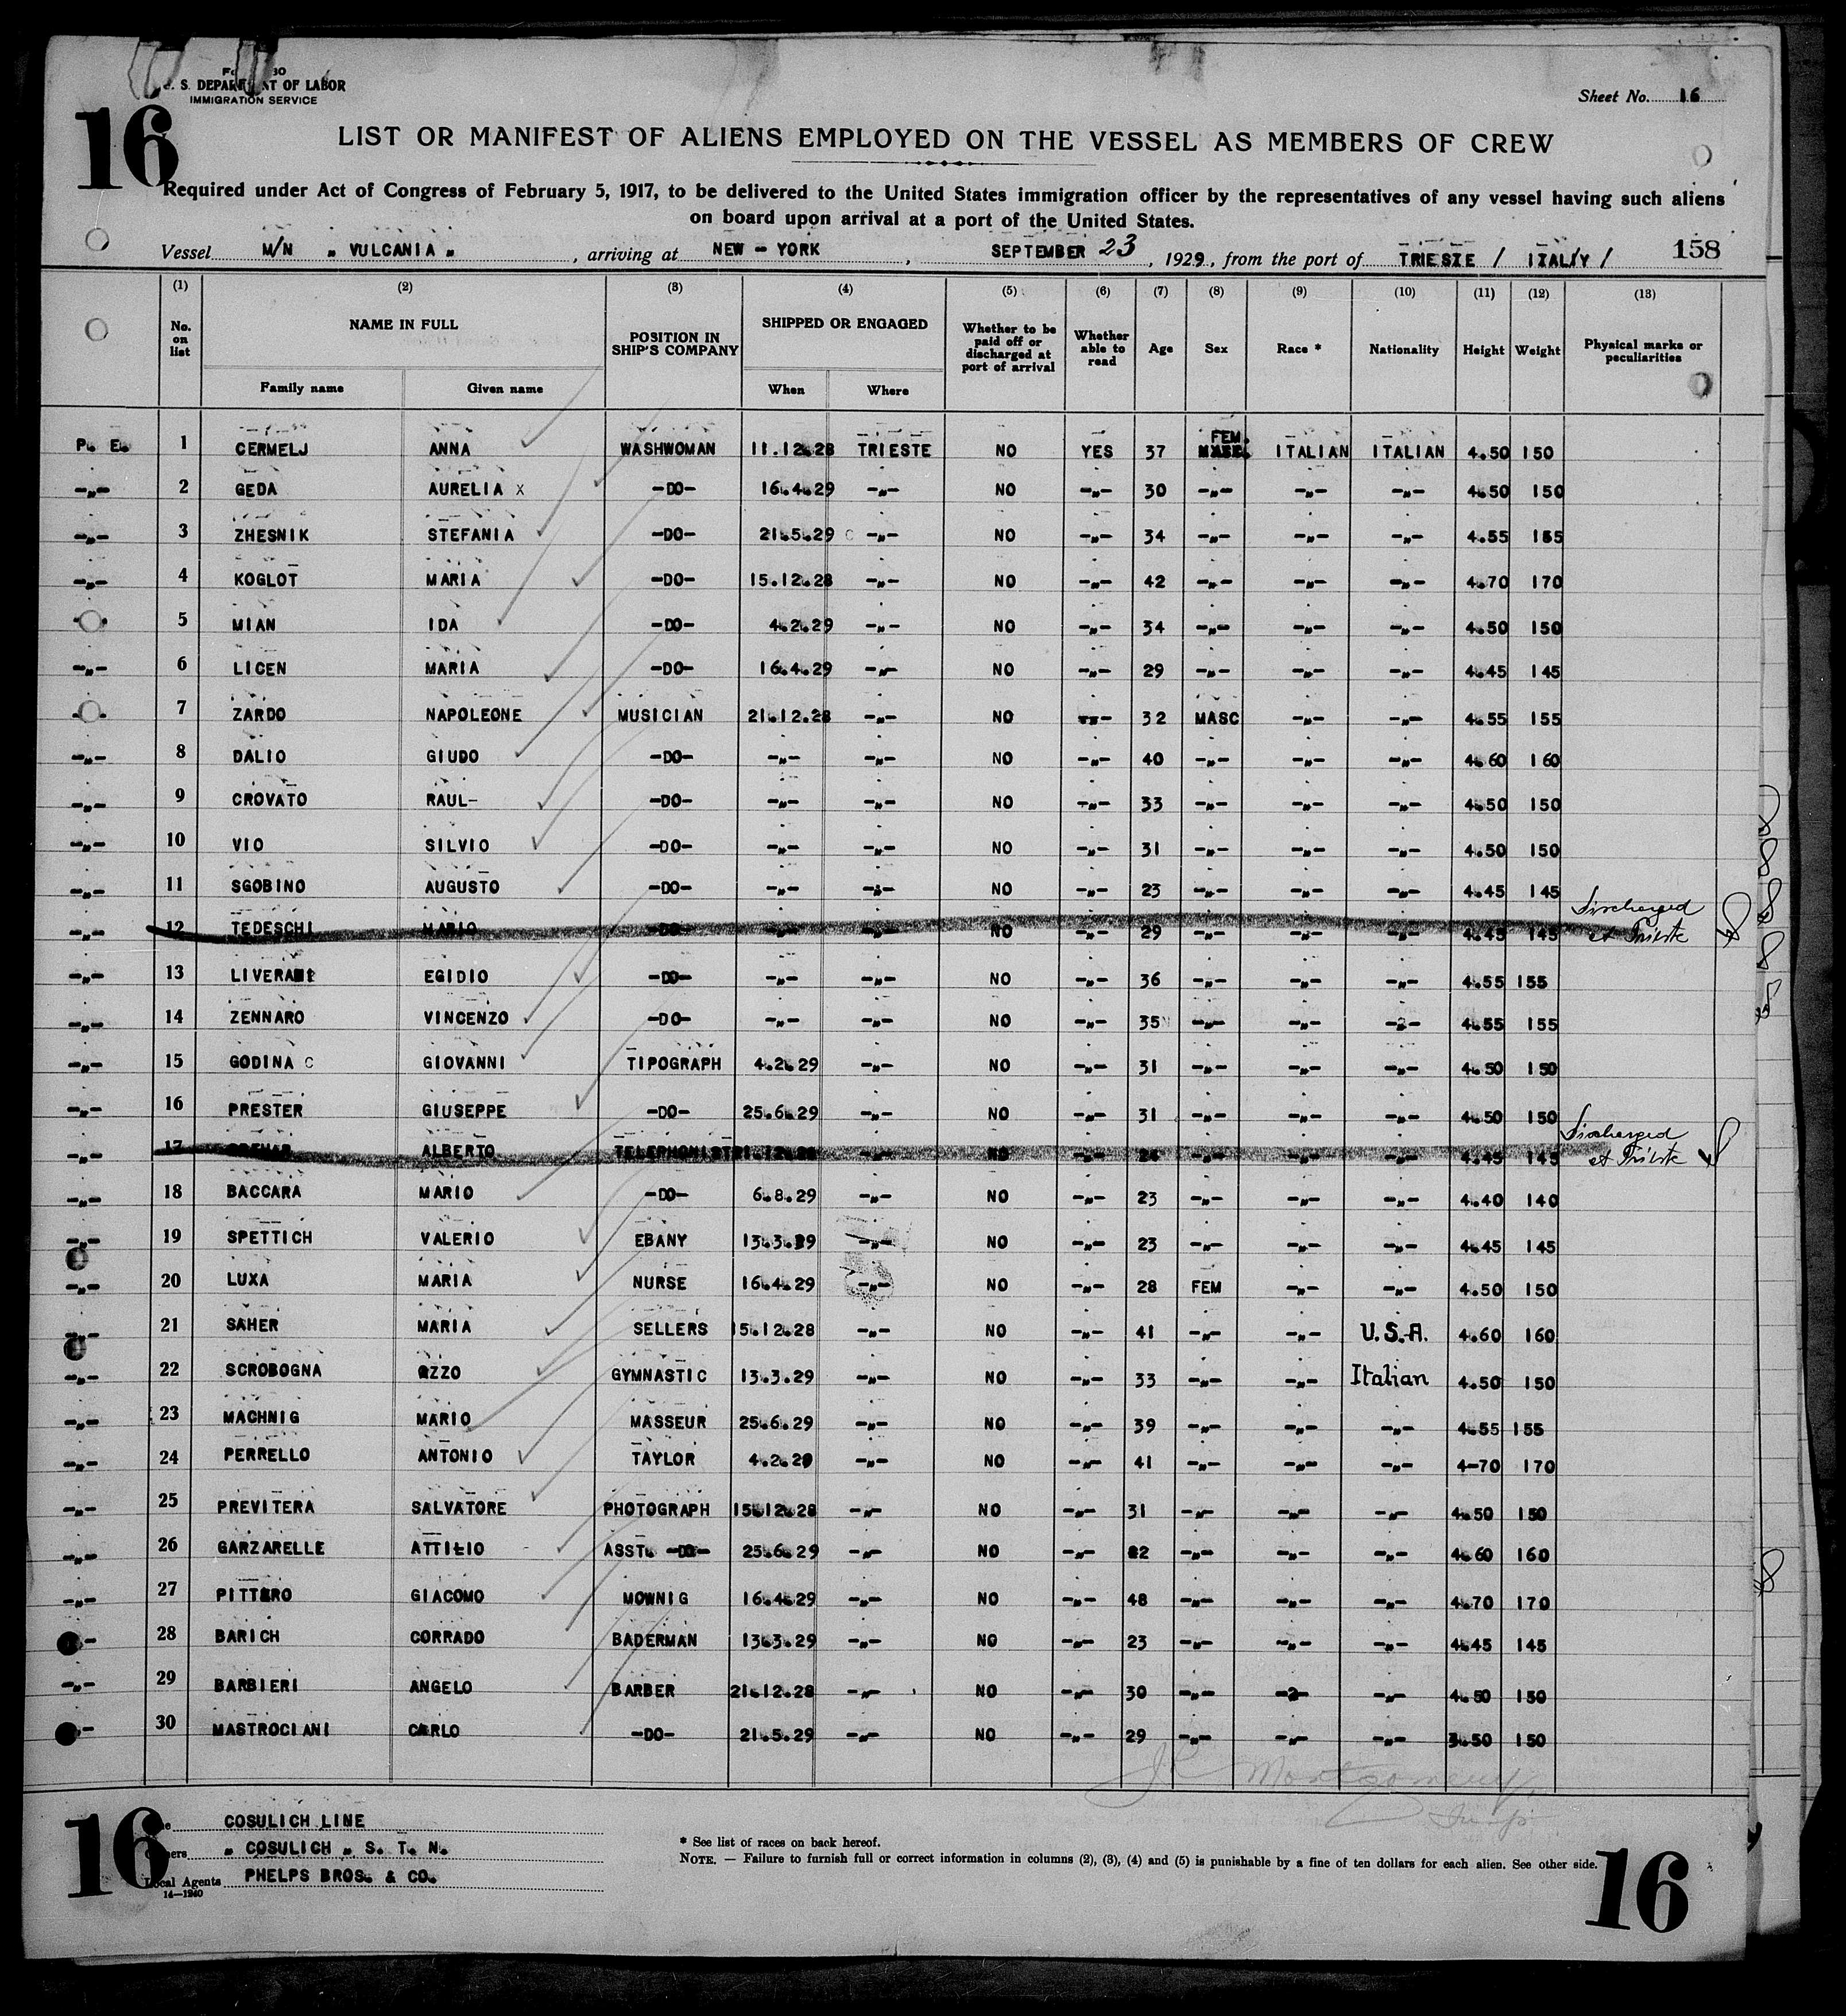 16
U. S. DEPARTMENT OF LABOR
IMMIGRATION SERVICE
Sheet No. 16
LIST OR MANIFEST OF ALIENS EMPLOYED ON THE VESSEL AS MEMBERS OF CREW
Required under Act of Congress of February 5, 1917, to be delivered to the United States immigration officer by the representatives of any vessel having such aliens
on board upon arrival at a port of the United States.
Vessel M/N „ VULCANIA „ , arriving at NEW - YORK , SEPTEMBER 23 , 1929 , from the port of TRIESTE / ITALIY / 158
(1) (2) (3) (4) (5) (6) (7) (8) (9) (10) (11) (12) (13)
No. on list NAME IN FULL Family name Given name POSITION IN SHIP'S COMPANY SHIPPED OR ENGAGED When Where Whether to be paid off or discharged at port of arrival Whether able to read Age Sex Race * Nationality Height Weight Physical marks or peculiarities
P. E. 1 CERMELJ ANNA WASHWOMAN 11.12.28 TRIESTE NO YES 37 FEM. ITALIAN ITALIAN 4.50 150
-„- 2 GEDA AURELIA X -DO- 16.4.29 -„- NO -„- 30 -„- -„- -„- 4.50 150
-„- 3 ZHESNIK STEFANIA -DO- 21.5.29 -„- NO -„- 34 -„- -„- -„- 4.55 155
-„- 4 KOGLOT MARIA -DO- 15.12.28 -„- NO -„- 42 -„- -„- -„- 4.70 170
5 MIAN IDA -DO- 4.2.29 -„- NO -„- 34 -„- -„- -„- 4.50 150
-„- 6 LICEN MARIA -DO- 16.4.29 -„- NO -„- 29 -„- -„- -„- 4.45 145
7 ZARDO NAPOLEONE MUSICIAN 21.12.28 -„- NO -„- 32 MASC -„- -„- 4.55 155
-„- 8 DALIO GIUDO -DO- -„- -„- NO -„- 40 -„- -„- -„- 4.60 160
-„- 9 CROVATO RAUL- -DO- -„- -„- NO -„- 33 -„- -„- -„- 4.50 150
-„- 10 VIO SILVIO -DO- -„- -„- NO -„- 31 -„- -„- -„- 4.50 150
-„- 11 SGOBINO AUGUSTO -DO- -„- -„- NO -„- 23 -„- -„- -„- 4.45 145
-„- 12 TEDESCHI MARIO -DO- -„- -„- NO -„- 29 -„- -„- -„- 4.45 145 Discharged at Trieste
-„- 13 LIVERANI EGIDIO -DO- -„- -„- NO -„- 36 -„- -„- -„- 4.55 155
-„- 14 ZENNARO VINCENZO -DO- -„- -„- NO -„- 35 -„- -„- -„- 4.55 155
-„- 15 GODINA C GIOVANNI TIPOGRAPH 4.2.29 -„- NO -„- 31 -„- -„- -„- 4.50 150
-„- 16 PRESTER GIUSEPPE -DO- 25.6.29 -„- NO -„- 31 -„- -„- -„- 4.50 150
-„- 17 ALBERTO TELEPHONIST -„- NO -„- 24 -„- -„- -„- 4.45 145 Discharged at Trieste
-„- 18 BACCARA MARIO -DO- 6.8.29 -„- NO -„- 23 -„- -„- -„- 4.40 140
-„- 19 SPETTICH VALERIO EBANY 13.3.29 -„- NO -„- 23 -„- -„- -„- 4.45 145
-„- 20 LUXA MARIA NURSE 16.4.29 -„- NO -„- 28 FEM -„- -„- 4.50 150
-„- 21 SAHER MARIA SELLERS 15.12.28 -„- NO -„- 41 -„- -„- U.S.A. 4.60 160
-„- 22 SCROBOGNA OZZO GYMNASTIC 13.3.29 -„- NO -„- 33 -„- -„- Italian 4.50 150
-„- 23 MACHNIG MARIO MASSEUR 25.6.29 -„- NO -„- 39 -„- -„- -„- 4.55 155
-„- 24 PERRELLO ANTONIO TAYLOR 4.2.29 -„- NO -„- 41 -„- -„- -„- 4-70 170
-„- 25 PREVITERA SALVATORE PHOTOGRAPH 15.12.28 -„- NO -„- 31 -„- -„- -„- 4.50 150
-„- 26 GARZARELLE ATTILIO ASST. -DO- 25.6.29 -„- NO -„- 22 -„- -„- -„- 4.60 160
-„- 27 PITTERO GIACOMO MOWNIG 16.4.29 -„- NO -„- 48 -„- -„- -„- 4.70 170
28 BARICH CORRADO BADERMAN 13.3.29 -„- NO -„- 23 -„- -„- -„- 4.45 145
-„- 29 BARBIERI ANGELO BARBER 21.12.28 -„- NO -„- 30 -„- -„- -„- 4.50 150
30 MASTROCIANI CARLO -DO- 21.5.29 -„- NO -„- 29 -„- -„- -„- 3.50 150
Montgomery
Insp.
16
COSULICH LINE
„ COSULICH „ S. T. N.
Local Agents PHELPS BROS. & CO.
14-1240
* See list of races on back hereof.
NOTE. — Failure to furnish full or correct information in columns (2), (3), (4) and (5) is punishable by a fine of ten dollars for each alien. See other side.
16